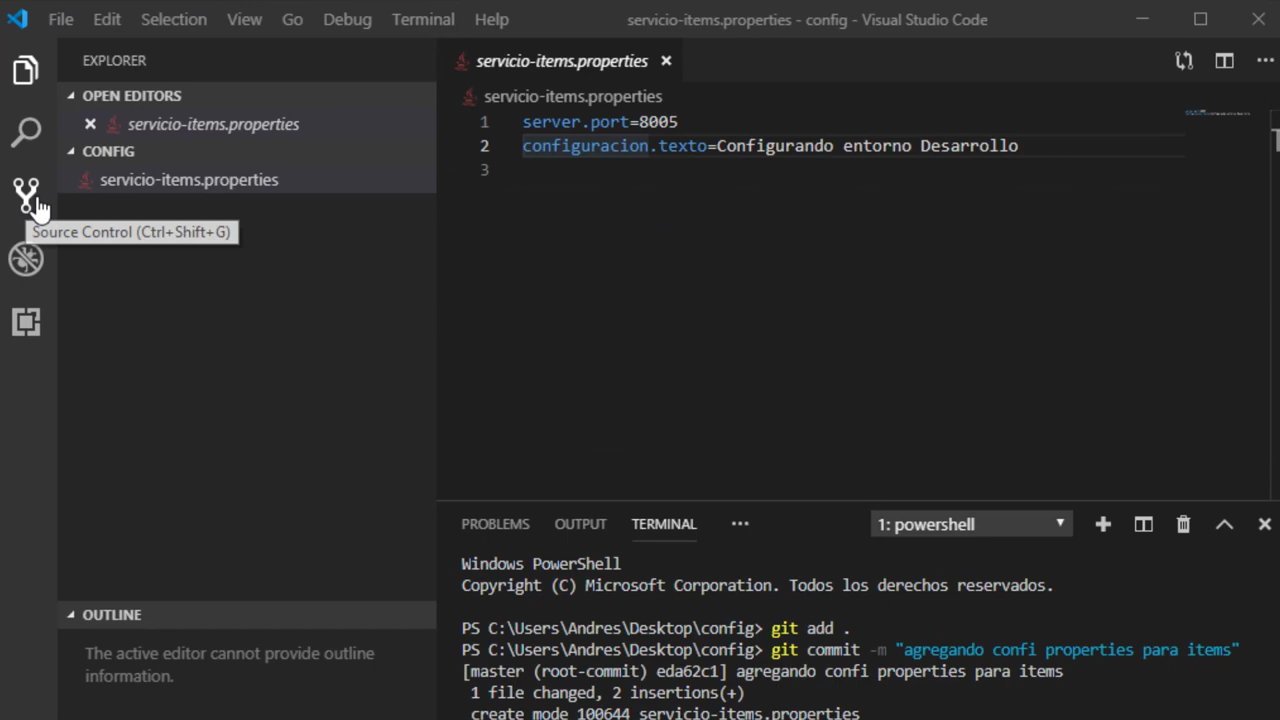 File Edit Selection View Go Debug Terminal Help
servicio-items.properties - config - Visual Studio Code
EXPLORER
OPEN EDITORS
servicio-items.properties
CONFIG
servicio-items.properties
Source Control (Ctrl+Shift+G)
OUTLINE
The active editor cannot provide outline
information.
servicio-items.properties
servicio-items.properties
1 server.port=8005
2 configuracion.texto=Configurando entorno Desarrollo
3
PROBLEMS OUTPUT TERMINAL ··· 1: powershell
Windows PowerShell
Copyright (C) Microsoft Corporation. Todos los derechos reservados.
PS C:\Users\Andres\Desktop\config> git add .
PS C:\Users\Andres\Desktop\config> git commit -m "agregando confi properties para items"
[master (root-commit) eda62c1] agregando confi properties para items
1 file changed, 2 insertions(+)
create mode 100644 servicio-items.properties